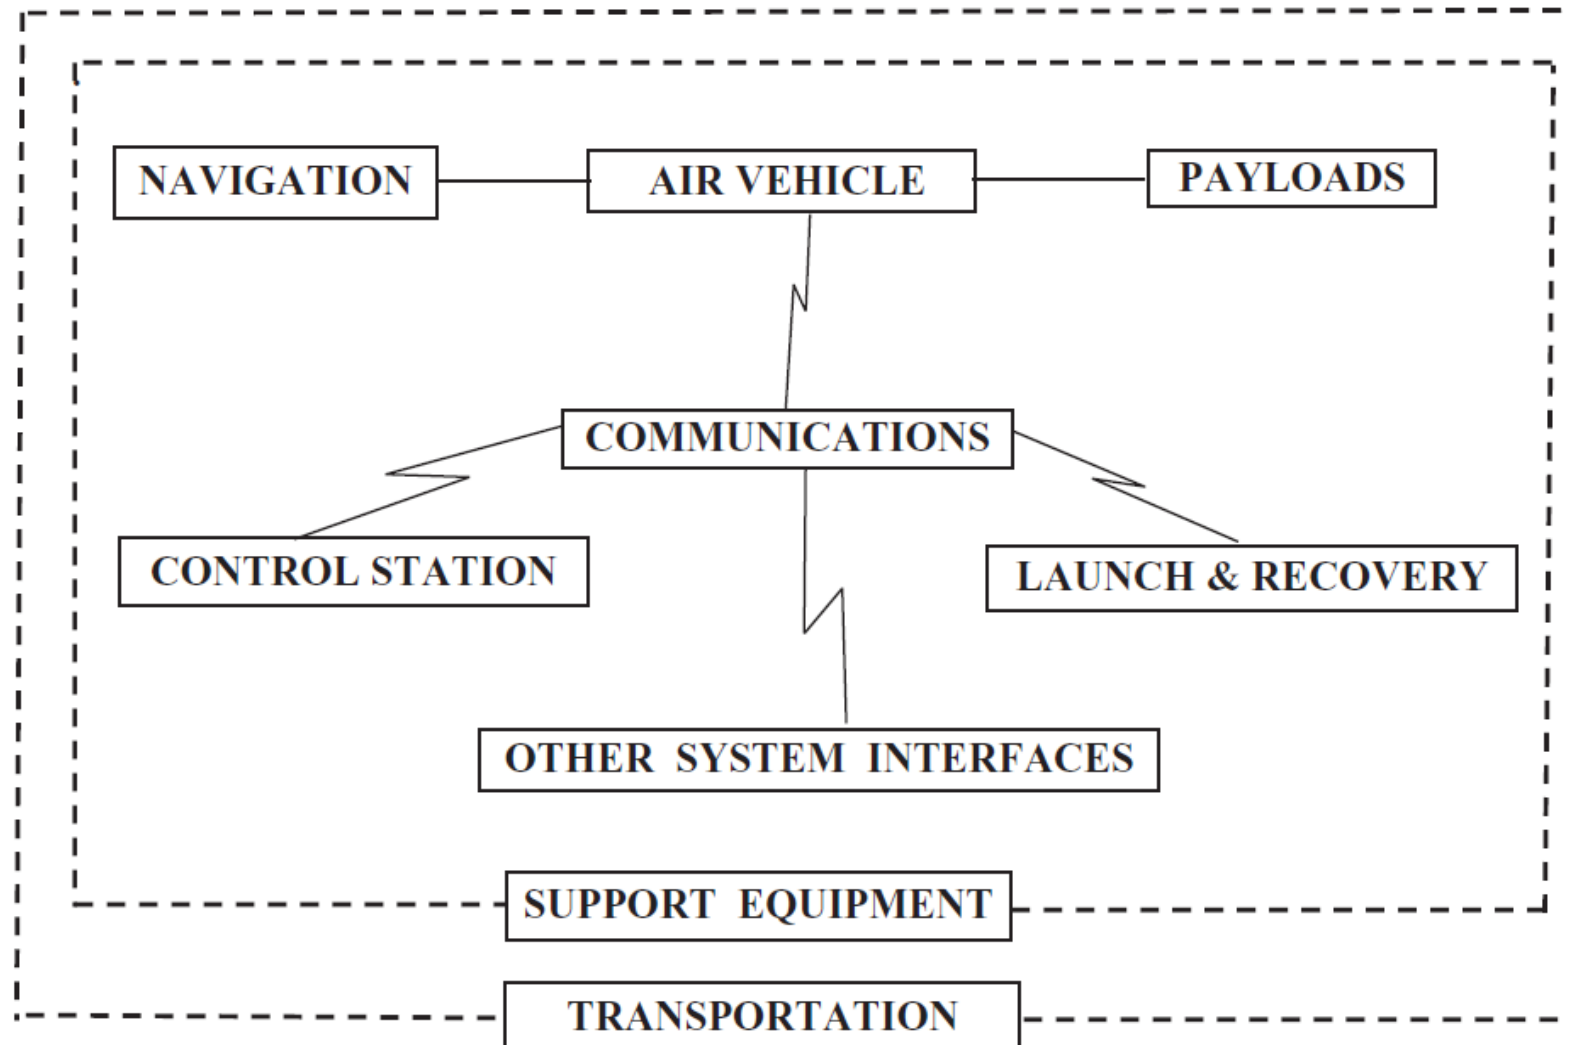 NAVIGATION
AIR VEHICLE
PAYLOADS
COMMUNICATIONS
CONTROL STATION
LAUNCH & RECOVERY
OTHER SYSTEM INTERFACES
SUPPORT EQUIPMENT
TRANSPORTATION